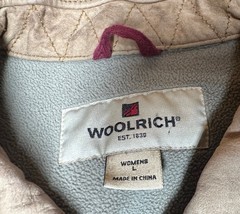 WOOLRICH®
EST. 1830
WOMENS
L
MADE IN CHINA